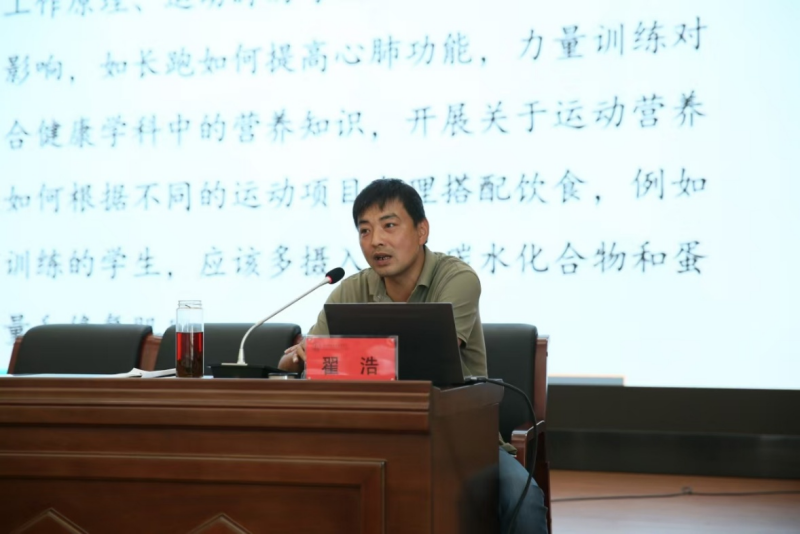 工作原理、运动时
影响，如长跑如何提高心肺功能，力量训练对
合健康学科中的营养知识，开展关于运动营养
如何根据不同的运动项目 理搭配饮食，例如
训练的学生，应该多摄入 碳水化合物和蛋
翟 浩